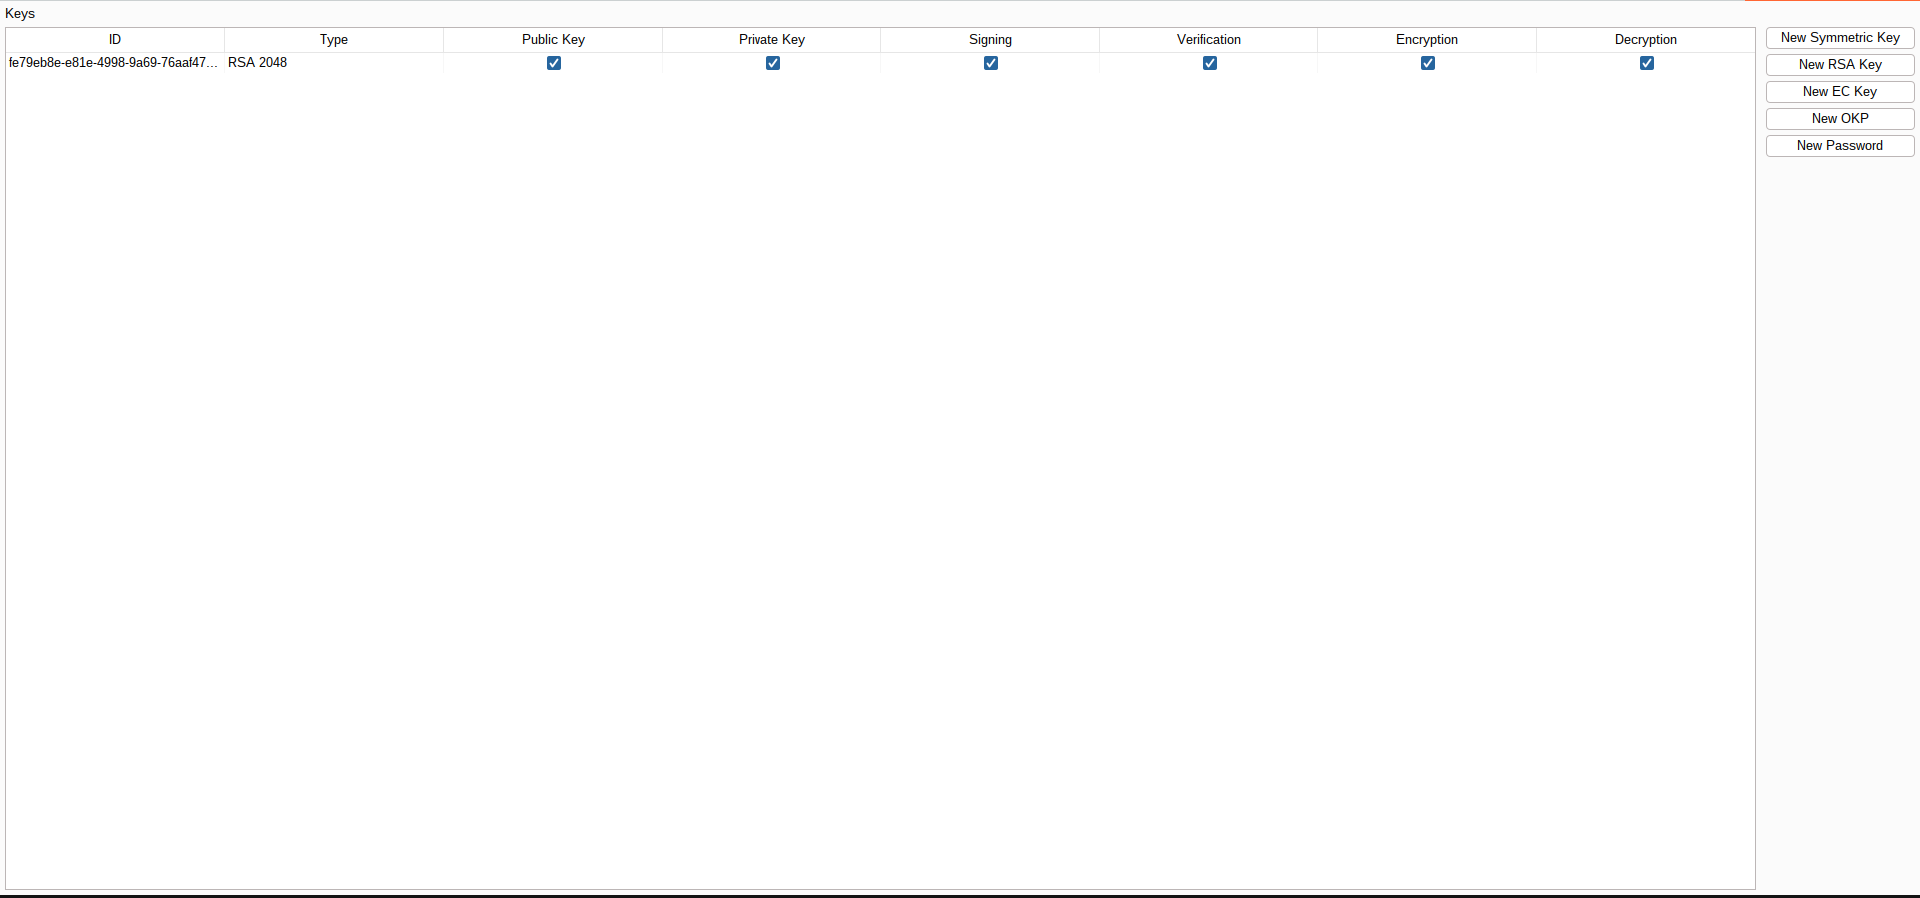 Keys
ID Type Public Key Private Key Signing Verification Encryption Decryption
fe79eb8e-e81e-4998-9a69-76aaf47... RSA 2048
New Symmetric Key
New RSA Key
New EC Key
New OKP
New Password